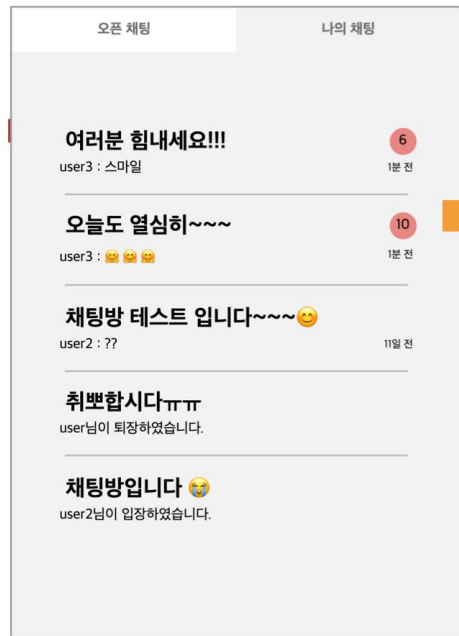 오픈 채팅
나의 채팅
여러분 힘내세요!!!
6
user3 : 스마일
1분 전
오늘도 열심히~~~
10
user3 : 🤗 🤗 🤗
1분 전
채팅방 테스트 입니다~~~😊
user2 : ??
11일 전
취뽀합시다ㅠㅠ
user님이 퇴장하였습니다.
채팅방입니다 😭
user2님이 입장하였습니다.